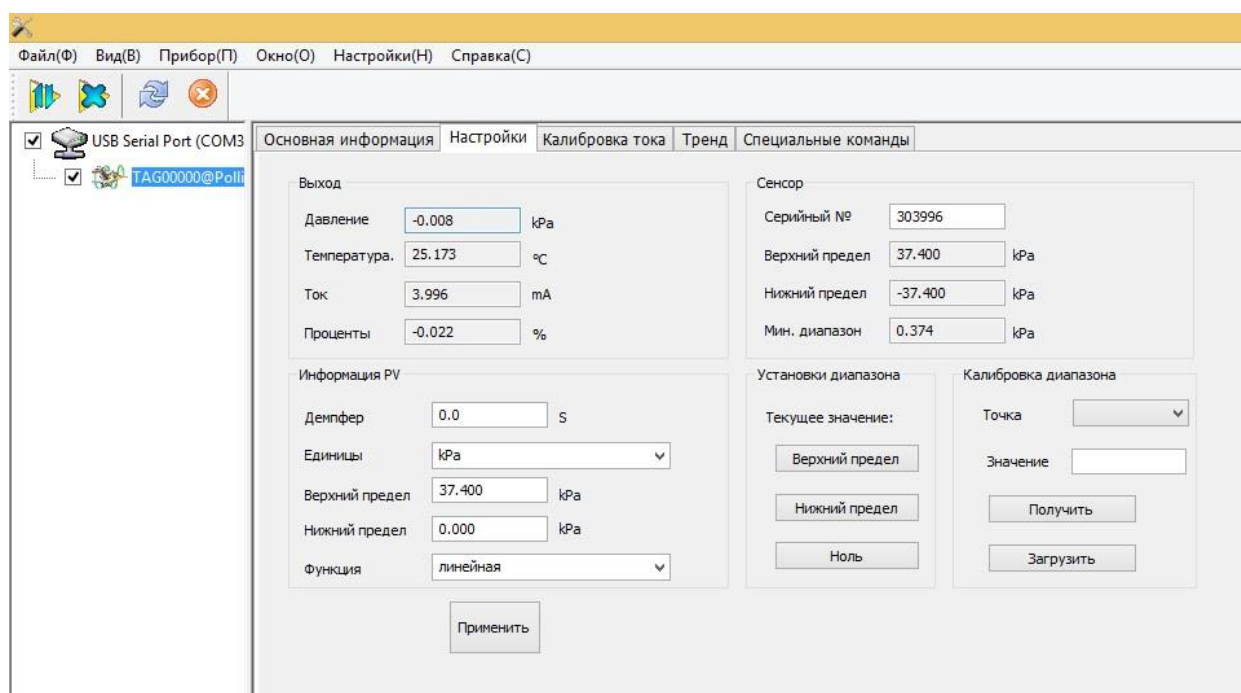 Файл(Ф) Вид(В) Прибор(П) Окно(О) Настройки(Н) Справка(С)
USB Serial Port (COM3
TAG00000@Polli
Основная информация Настройки Калибровка тока Тренд Специальные команды
Выход
Давление -0.008 kPa
Температура. 25.173 ºC
Ток 3.996 mA
Проценты -0.022 %
Сенсор
Серийный № 303996
Верхний предел 37.400 kPa
Нижний предел -37.400 kPa
Мин. диапазон 0.374 kPa
Информация PV
Демпфер 0.0 S
Единицы kPa
Верхний предел 37.400 kPa
Нижний предел 0.000 kPa
Функция линейная
Установки диапазона
Текущее значение:
Верхний предел
Нижний предел
Ноль
Калибровка диапазона
Точка
Значение
Получить
Загрузить
Применить